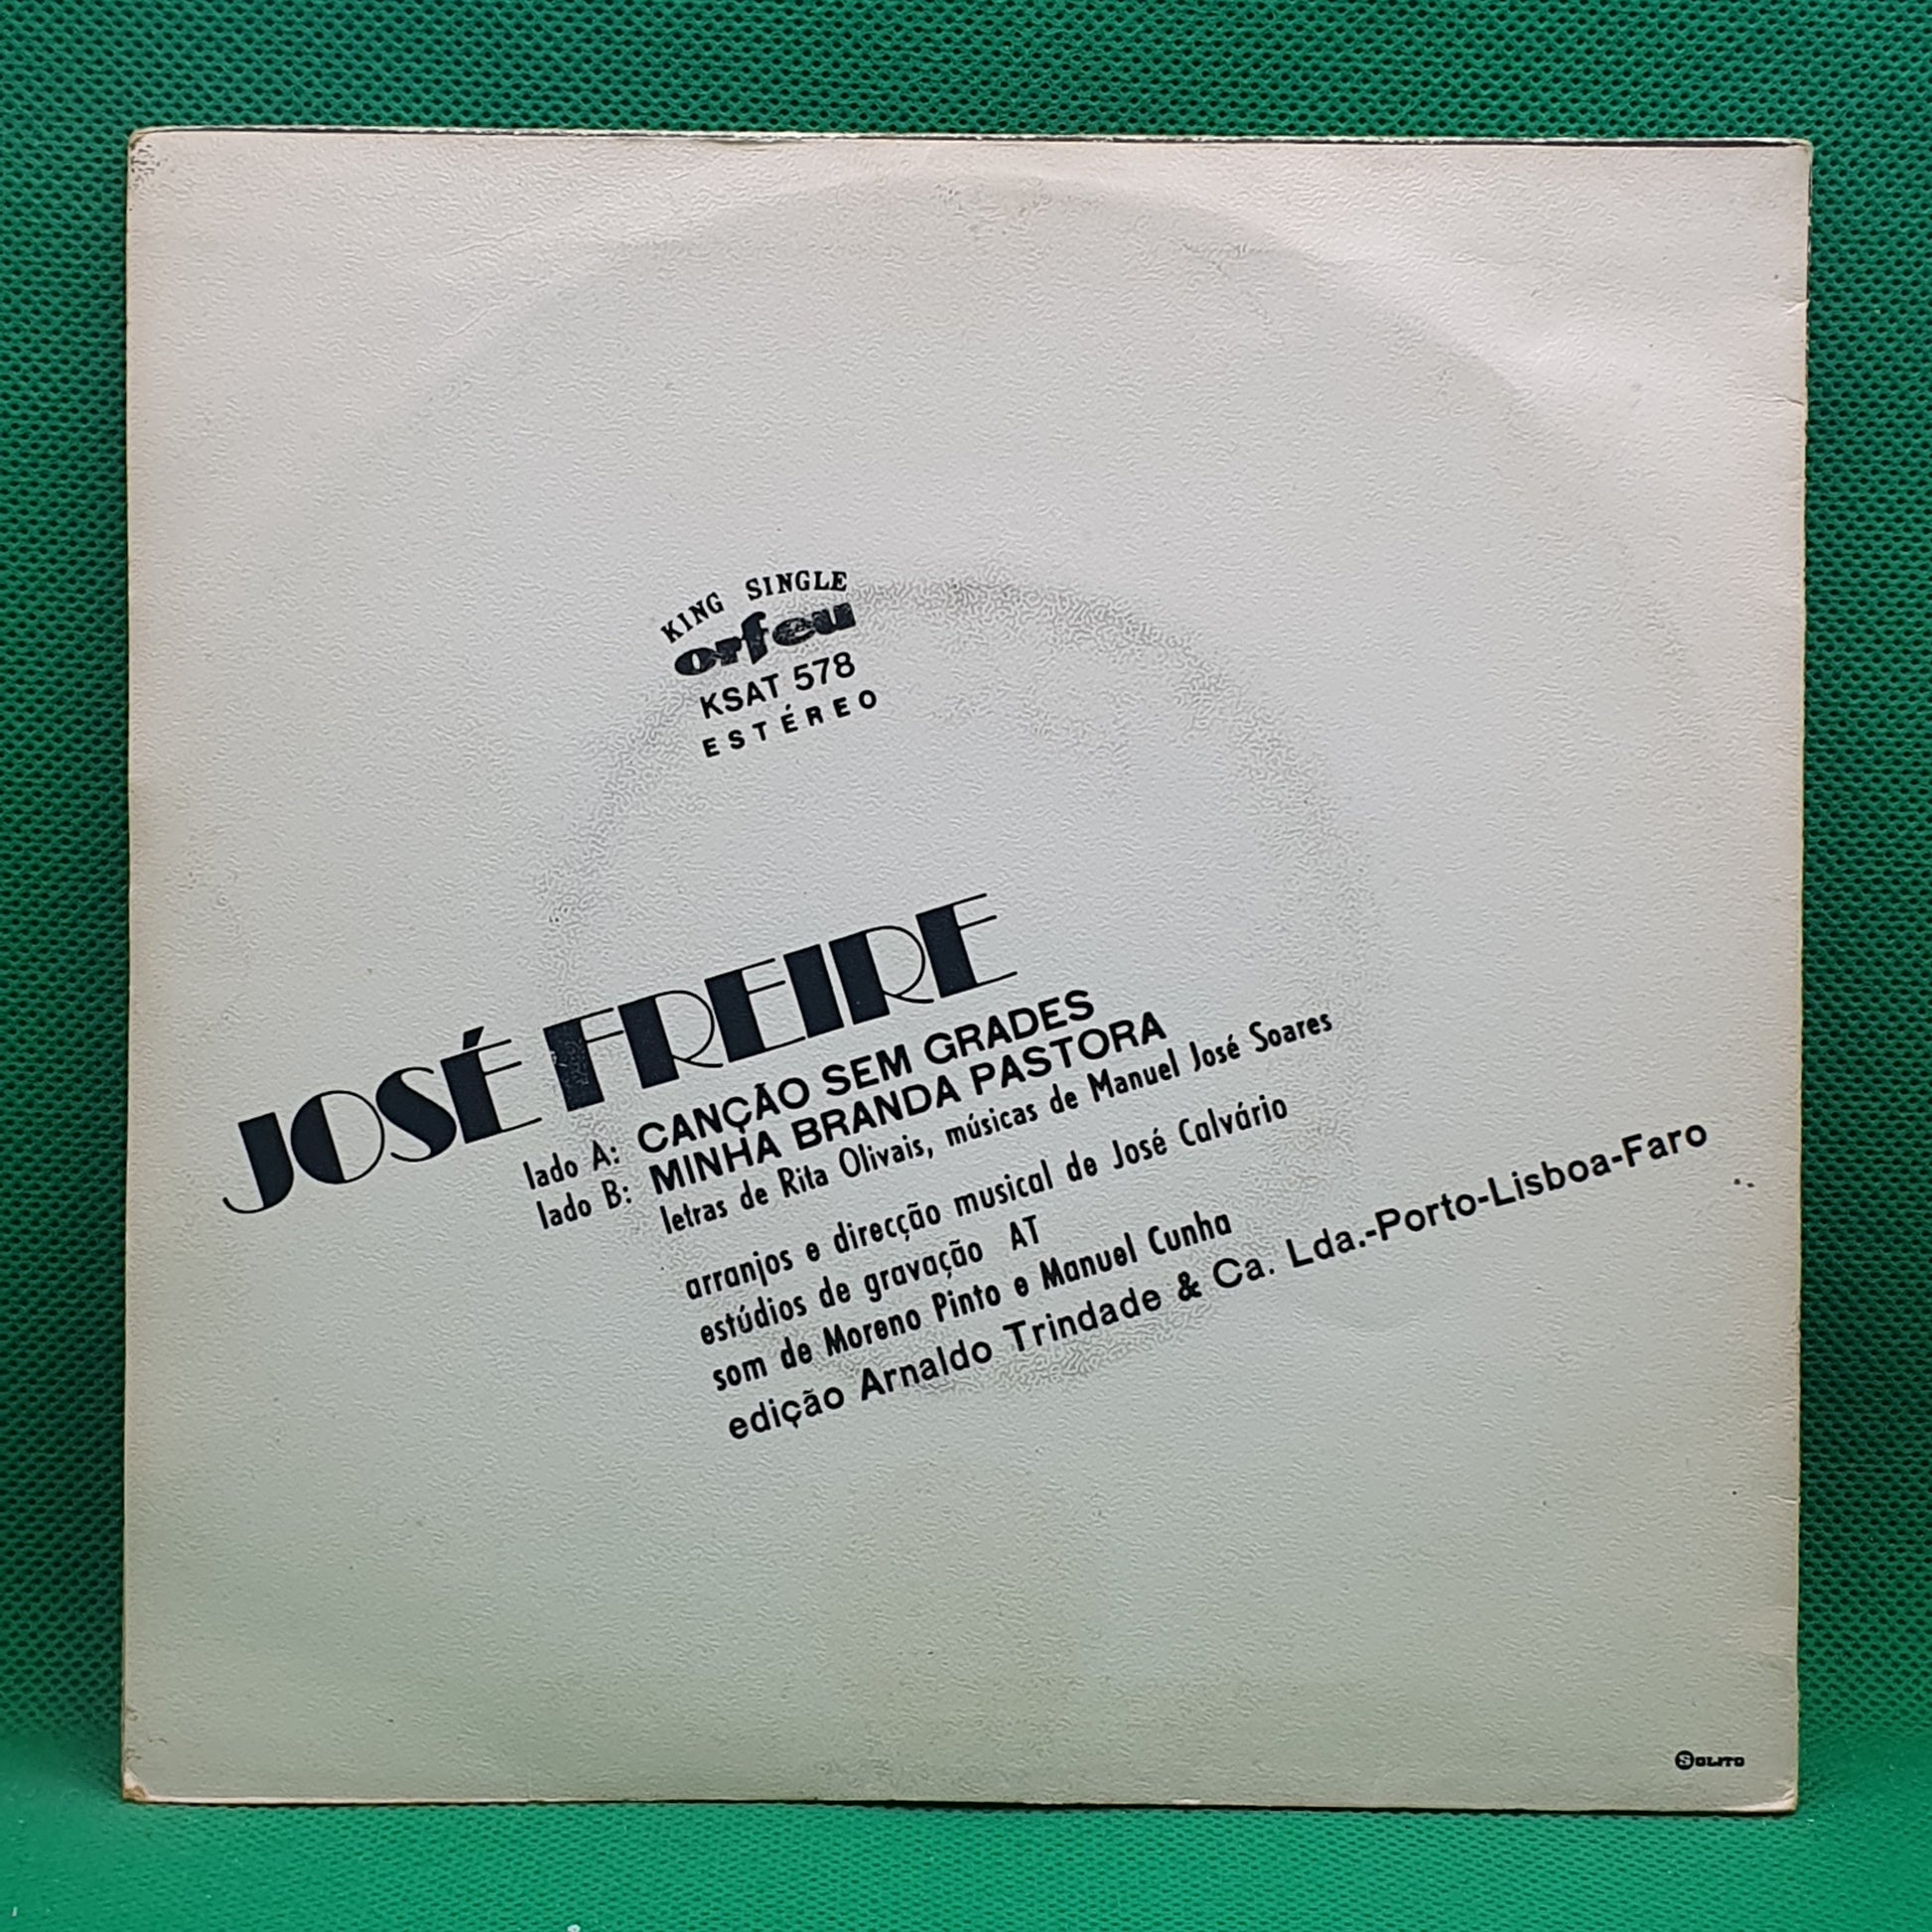 KING SINGLE
orfeu
KSAT 578
ESTÉREO
JOSÉ FREIRE
lado A: CANÇÃO SEM GRADES
lado B: MINHA BRANDA PASTORA
letras de Rita Olivais, músicas de Manuel José Soares
arranjos e direcção musical de José Calvário
estúdios de gravação AT
som de Moreno Pinto e Manuel Cunha
edição Arnaldo Trindade & Ca. Lda.-Porto-Lisboa-Faro
SOLITO